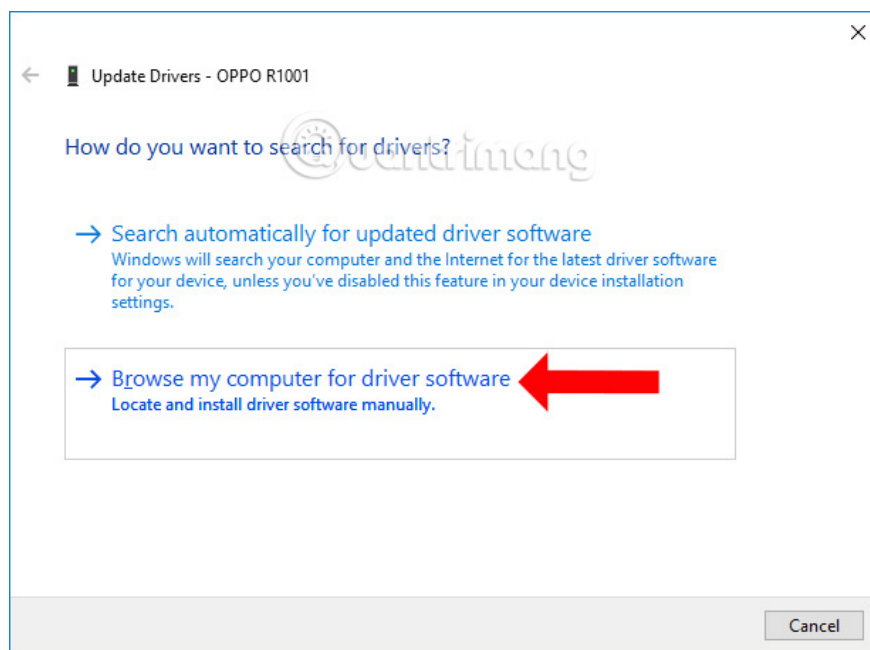 Update Drivers - OPPO R1001
How do you want to search for drivers?
uantrimang
Search automatically for updated driver software
Windows will search your computer and the Internet for the latest driver software
for your device, unless you've disabled this feature in your device installation
settings.
Browse my computer for driver software
Locate and install driver software manually.
Cancel